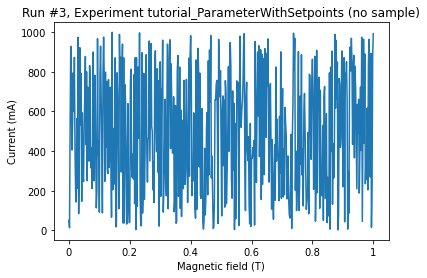 Run #3, Experiment tutorial_ParameterWithSetpoints (no sample)
1000
800
600
400
200
0
Current (mA)
0 0.2 0.4 0.6 0.8 1
Magnetic field (T)